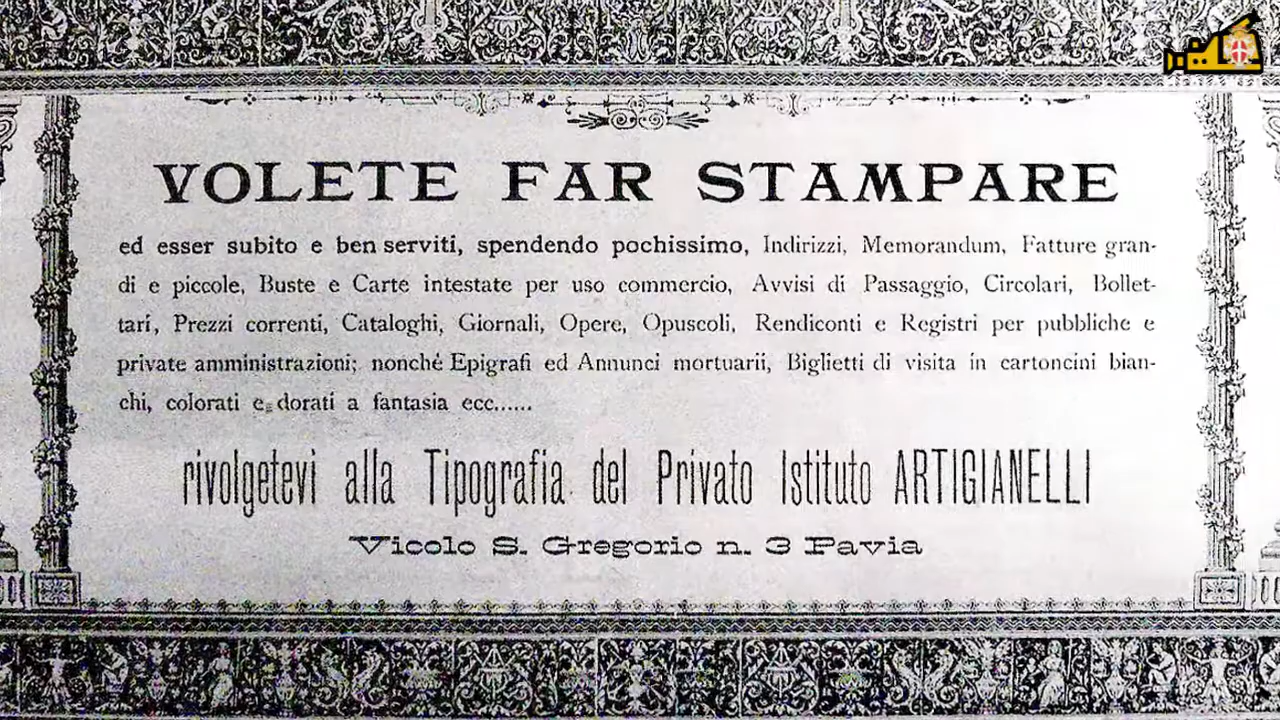 VOLETE FAR STAMPARE
ed esser subito e ben serviti, spendendo pochissimo, Indirizzi, Memorandum, Fatture gran-
di e piccole, Buste e Carte intestate per uso commercio, Avvisi di Passaggio, Circolari, Bollet-
tari, Prezzi correnti, Cataloghi, Giornali, Opere, Opuscoli, Rendiconti e Registri per pubbliche e
private amministrazioni; nonché Epigrafi ed Annunci mortuarii, Biglietti di visita in cartoncini bian-
chi, colorati e dorati a fantasia ecc......
rivolgetevi alla Tipografia del Privato Istituto ARTIGIANELLI
Vicolo S. Gregorio n. 3 Pavia